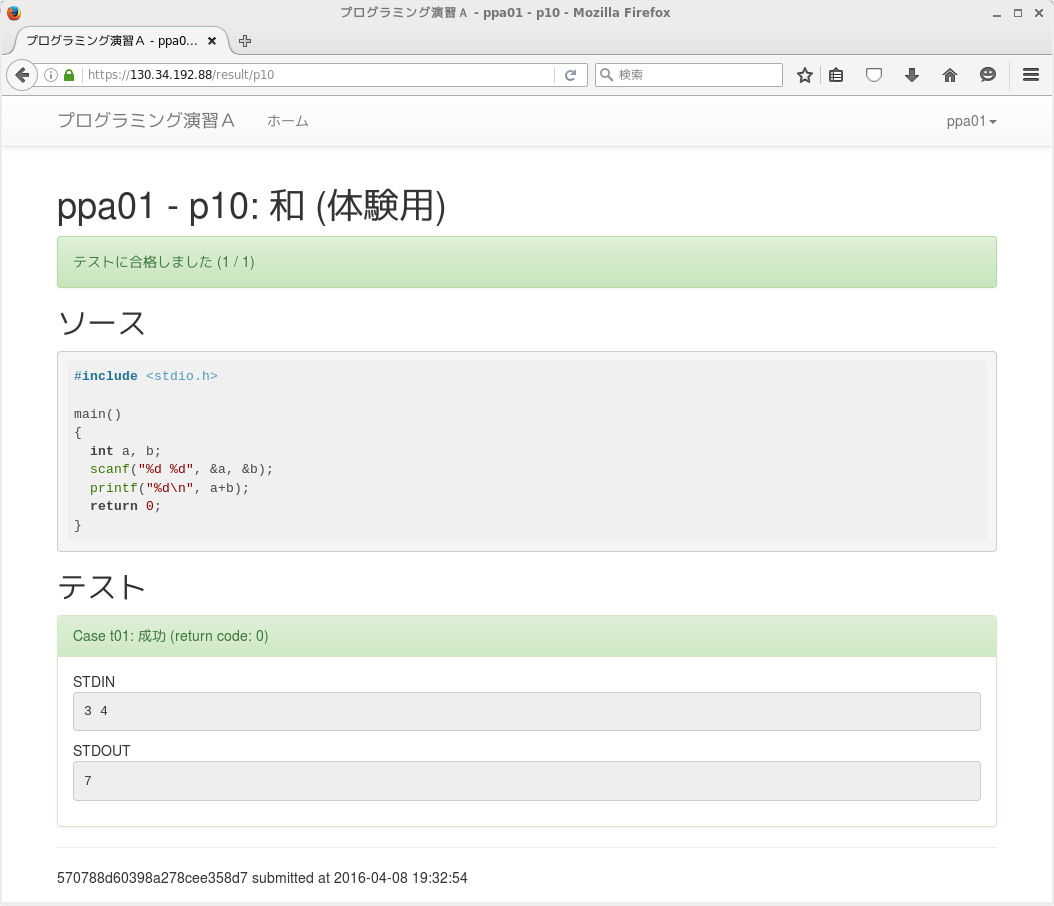 プログラミング演習Ａ - ppa01 - p10 - Mozilla Firefox
プログラミング演習Ａ - ppa0...
https://130.34.192.88/result/p10
検索
プログラミング演習Ａ ホーム ppa01
ppa01 - p10: 和 (体験用)
テストに合格しました (1 / 1)
ソース
#include <stdio.h>
main()
{
  int a, b;
  scanf("%d %d", &a, &b);
  printf("%d\n", a+b);
  return 0;
}
テスト
Case t01: 成功 (return code: 0)
STDIN
3 4
STDOUT
7
570788d60398a278cee358d7 submitted at 2016-04-08 19:32:54